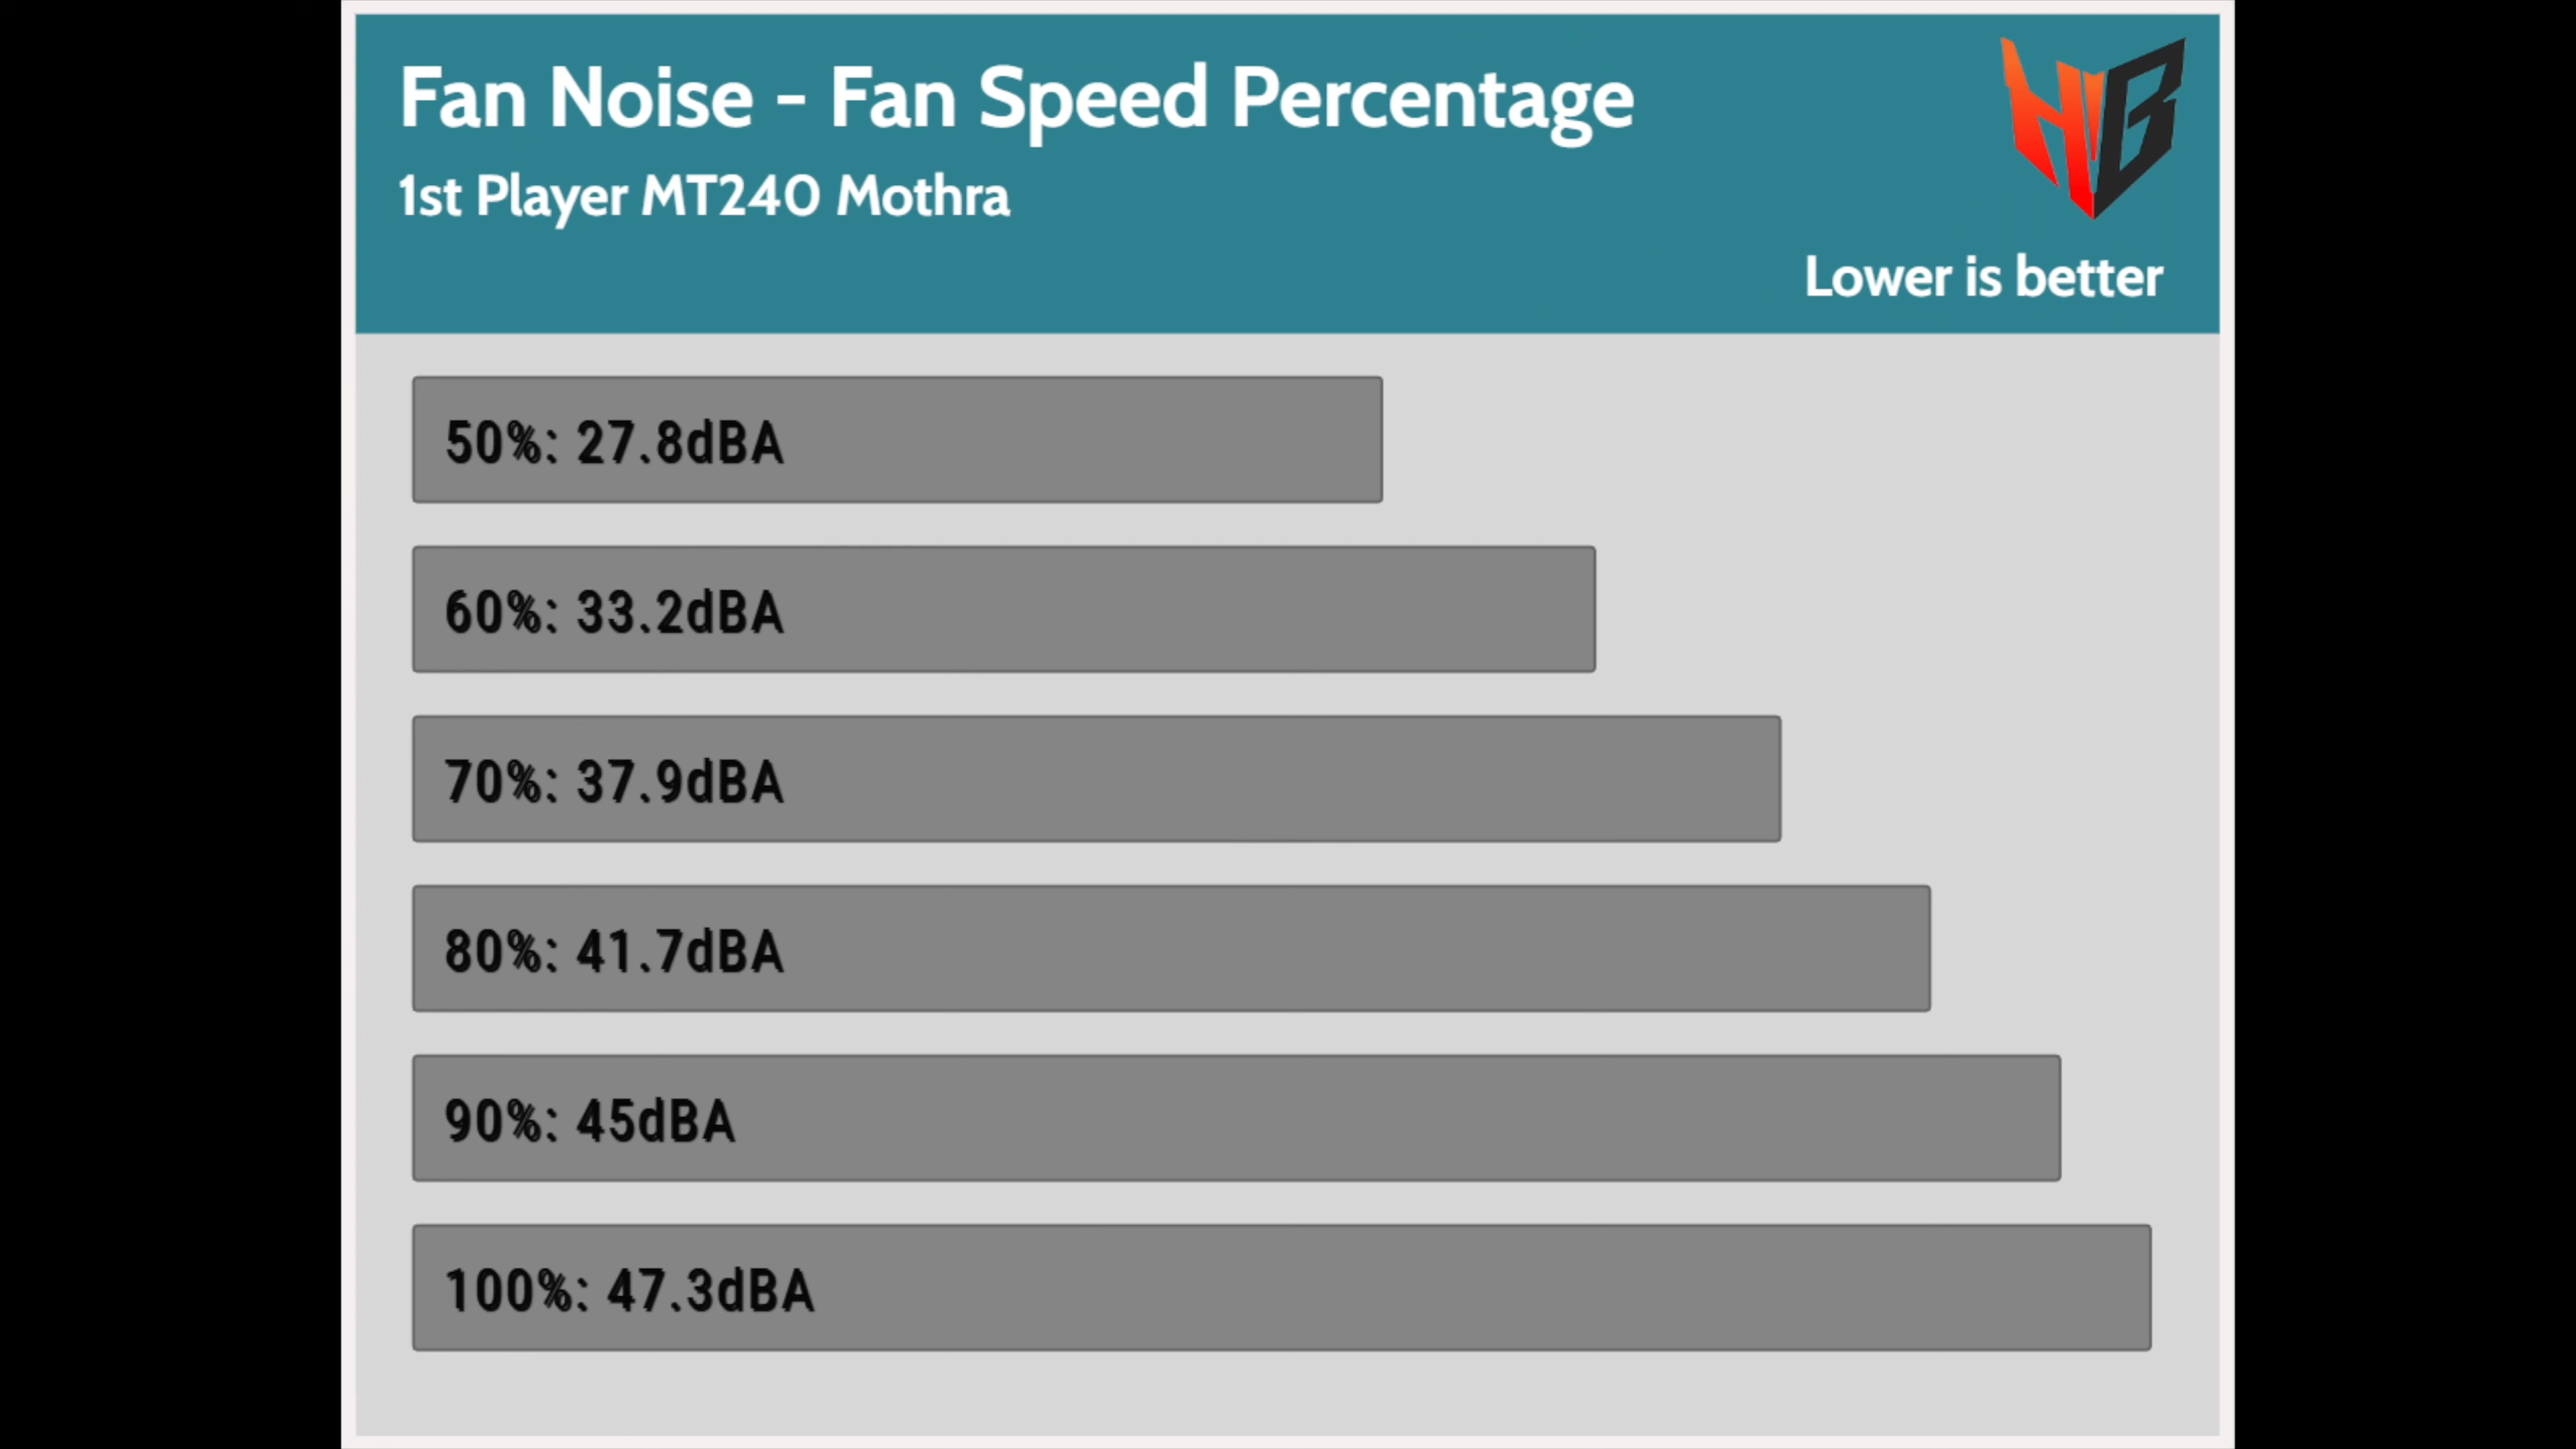 Fan Noise - Fan Speed Percentage
1st Player MT240 Mothra
Lower is better
50%: 27.8dBA
60%: 33.2dBA
70%: 37.9dBA
80%: 41.7dBA
90%: 45dBA
100%: 47.3dBA